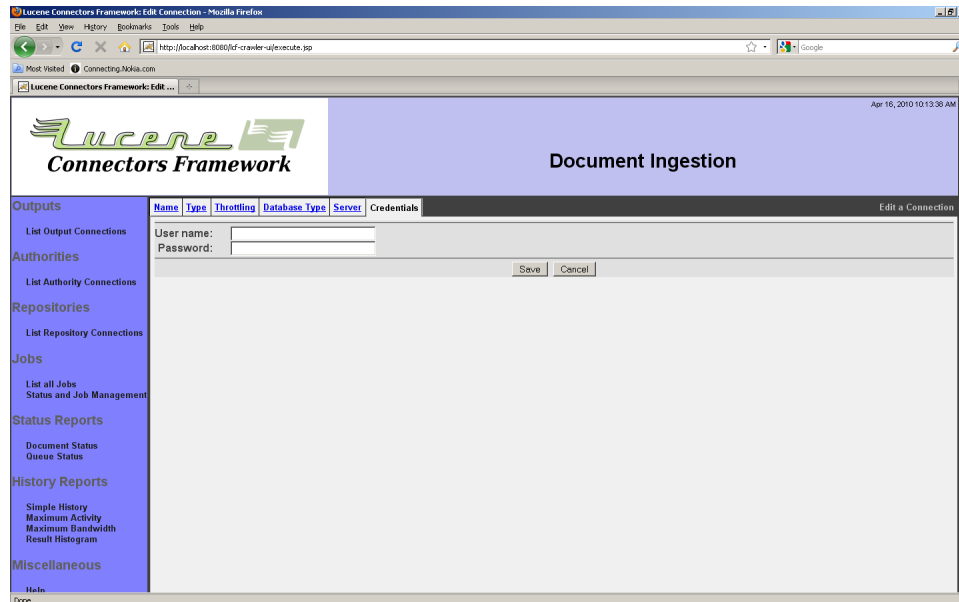 Lucene Connectors Framework: Edit Connection - Mozilla Firefox
File Edit View History Bookmarks Tools Help
http://localhost:8080/lcf-crawler-ui/execute.jsp
Google
Most Visited Connecting.Nokia.com
Lucene Connectors Framework: Edit ...
Apr 16, 2010 10:13:38 AM
Lucene
Connectors Framework
Document Ingestion
Name Type Throttling Database Type Server Credentials
Edit a Connection
Outputs
List Output Connections
Authorities
List Authority Connections
Repositories
List Repository Connections
Jobs
List all Jobs
Status and Job Management
Status Reports
Document Status
Queue Status
History Reports
Simple History
Maximum Activity
Maximum Bandwidth
Result Histogram
Miscellaneous
Help
User name:
Password:
Save Cancel
Done